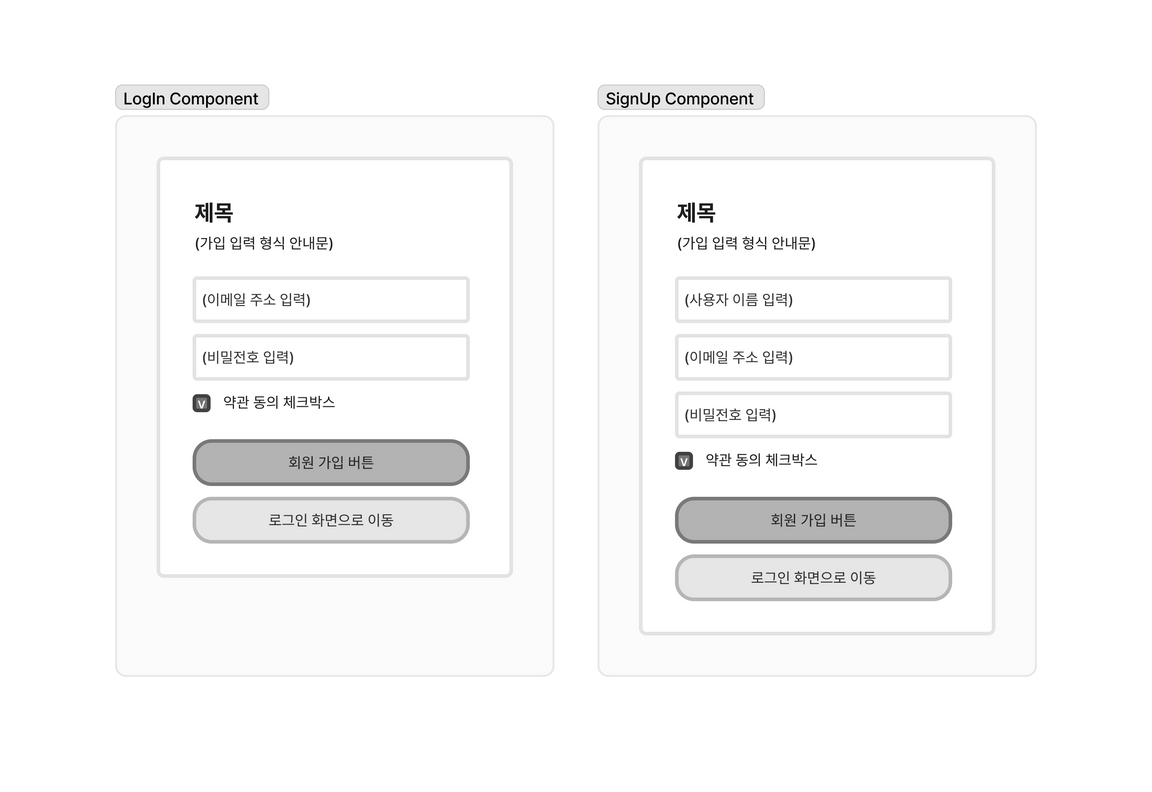 LogIn Component
제목
(가입 입력 형식 안내문)
(이메일 주소 입력)
(비밀전호 입력)
V 약관 동의 체크박스
회원 가입 버튼
로그인 화면으로 이동
SignUp Component
제목
(가입 입력 형식 안내문)
(사용자 이름 입력)
(이메일 주소 입력)
(비밀전호 입력)
V 약관 동의 체크박스
회원 가입 버튼
로그인 화면으로 이동